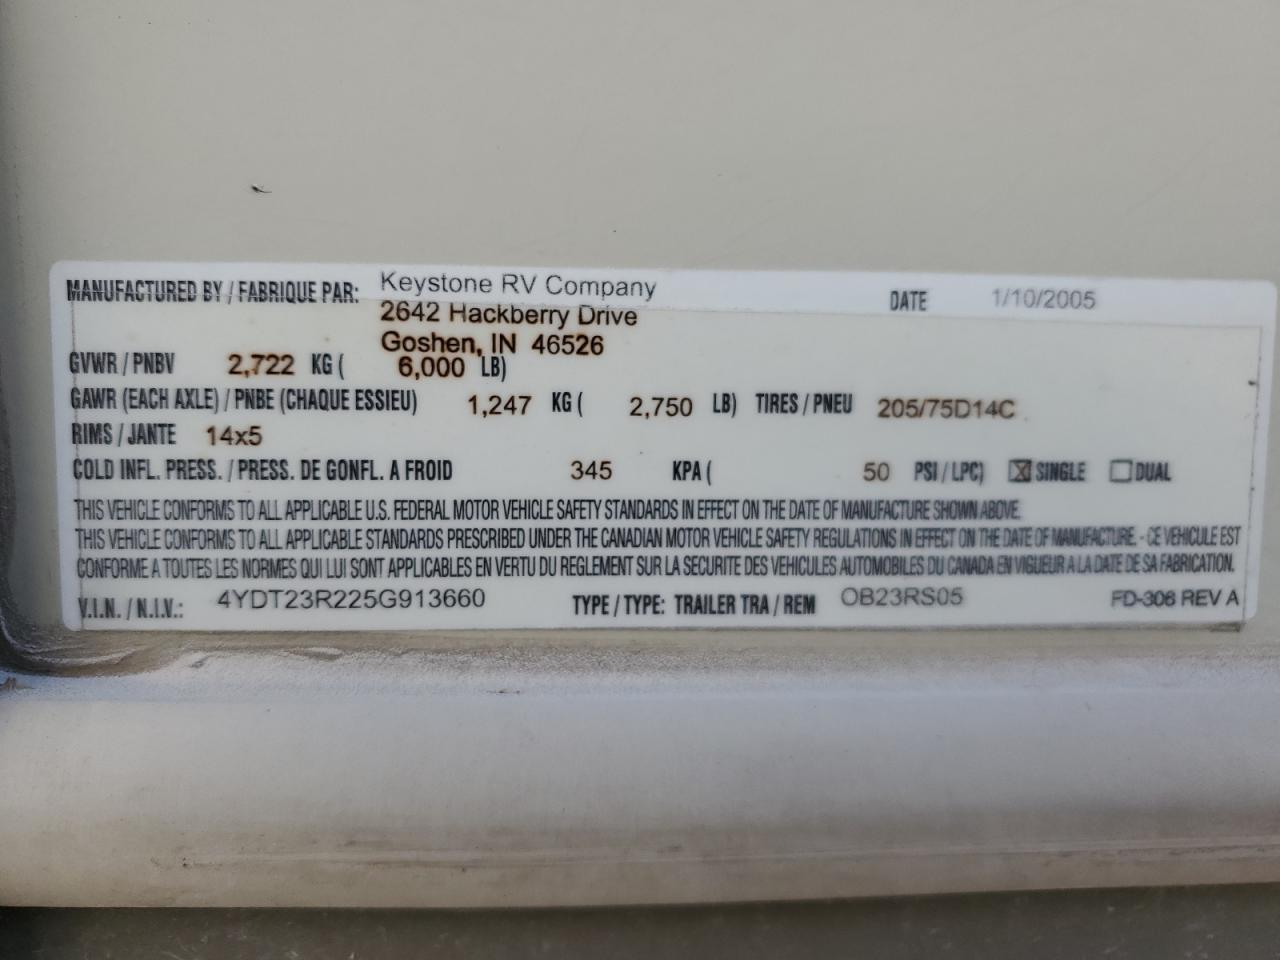 MANUFACTURED BY / FABRIQUE PAR: Keystone RV Company DATE 1/10/2005
2642 Hackberry Drive
Goshen, IN 46526
GVWR / PNBV 2,722 KG ( 6,000 LB)
GAWR (EACH AXLE) / PNBE (CHAQUE ESSIEU) 1,247 KG ( 2,750 LB) TIRES / PNEU 205/75D14C
RIMS / JANTE 14x5
COLD INFL. PRESS. / PRESS. DE GONFL. A FROID 345 KPA ( 50 PSI / LPC) ☒ SINGLE ☐ DUAL
THIS VEHICLE CONFORMS TO ALL APPLICABLE U.S. FEDERAL MOTOR VEHICLE SAFETY STANDARDS IN EFFECT ON THE DATE OF MANUFACTURE SHOWN ABOVE.
THIS VEHICLE CONFORMS TO ALL APPLICABLE STANDARDS PRESCRIBED UNDER THE CANADIAN MOTOR VEHICLE SAFETY REGULATIONS IN EFFECT ON THE DATE OF MANUFACTURE. - CE VEHICULE EST
CONFORME A TOUTES LES NORMES QUI LUI SONT APPLICABLES EN VERTU DU REGLEMENT SUR LA SECURITE DES VEHICULES AUTOMOBILES DU CANADA EN VIGUEUR A LA DATE DE SA FABRICATION.
V.I.N. / N.I.V.: 4YDT23R225G913660 TYPE / TYPE: TRAILER TRA / REM OB23RS05 FD-306 REV A